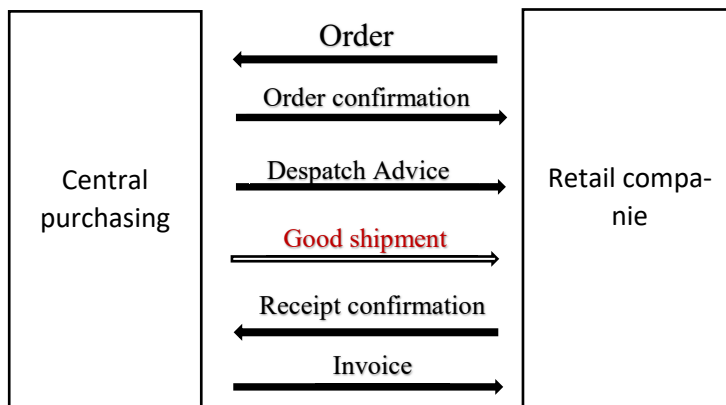 Order
Order confirmation
Despatch Advice
Central
purchasing
Retail compa-
nie
Good shipment
Receipt confirmation
Invoice